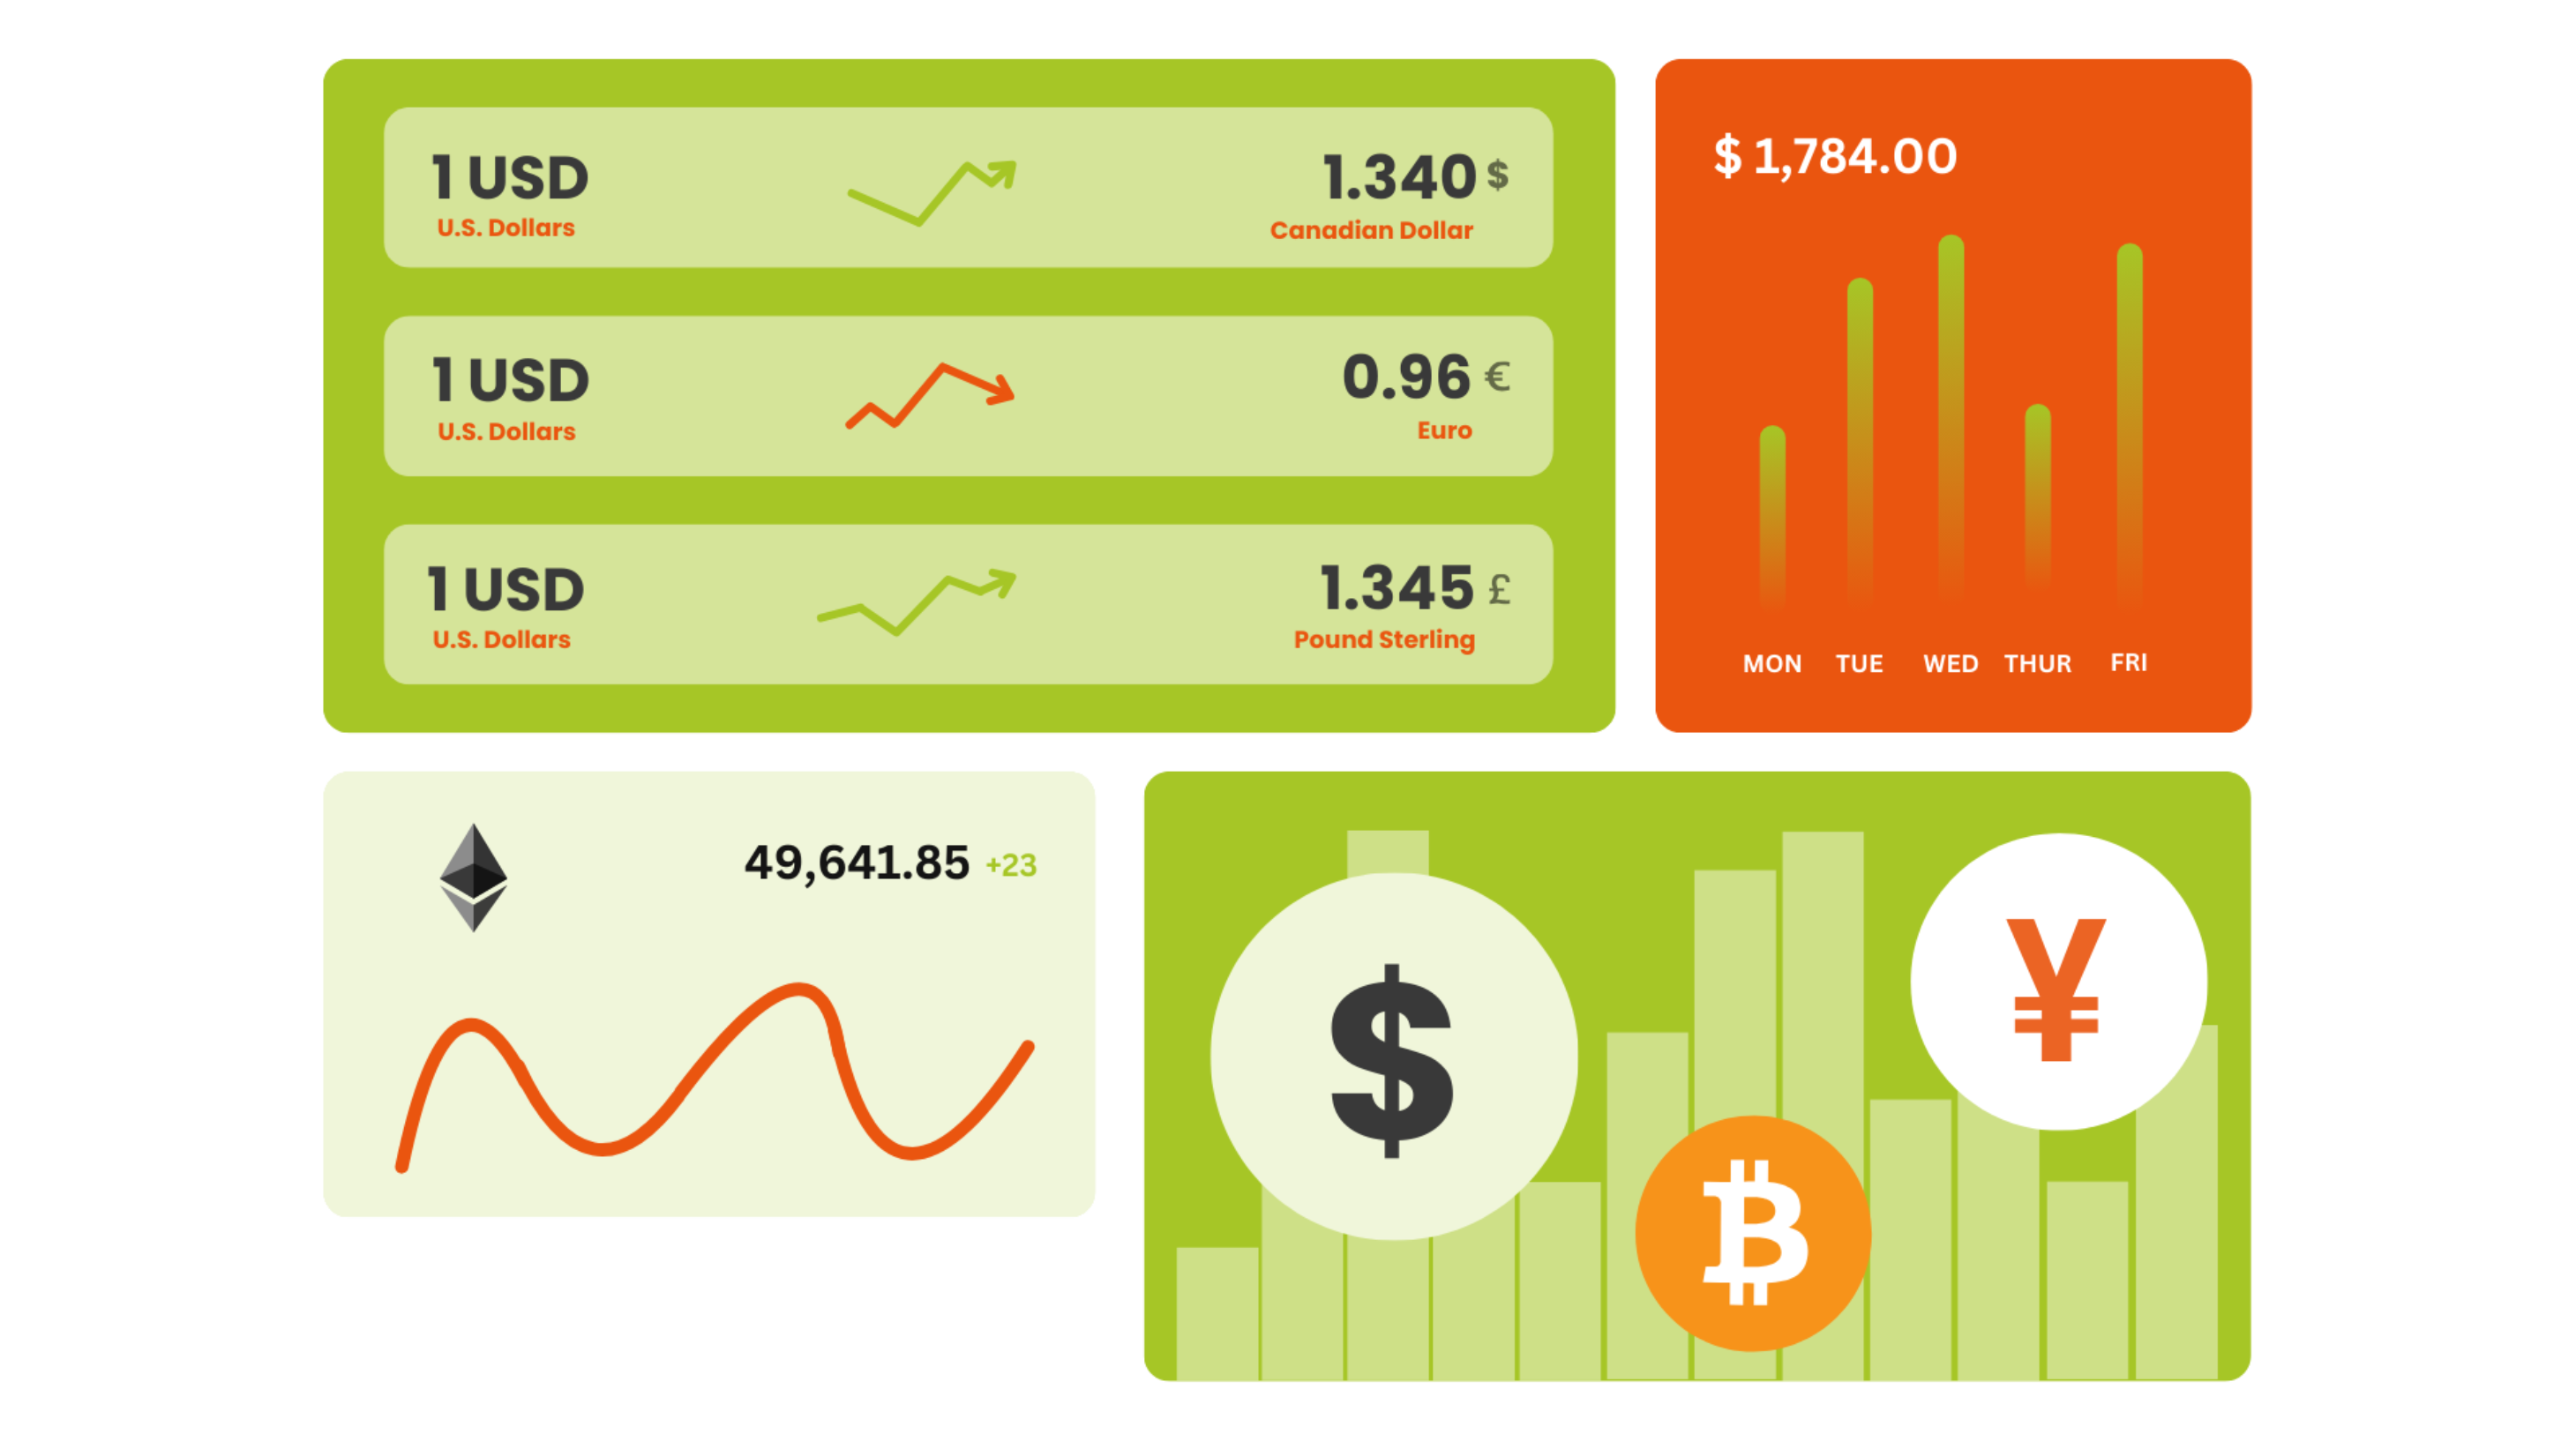 1 USD
U.S. Dollars
1.340 $
Canadian Dollar
1 USD
U.S. Dollars
0.96 €
Euro
1 USD
U.S. Dollars
1.345 £
Pound Sterling
$ 1,784.00
MON TUE WED THUR FRI
49,641.85 +23
$
¥
₿